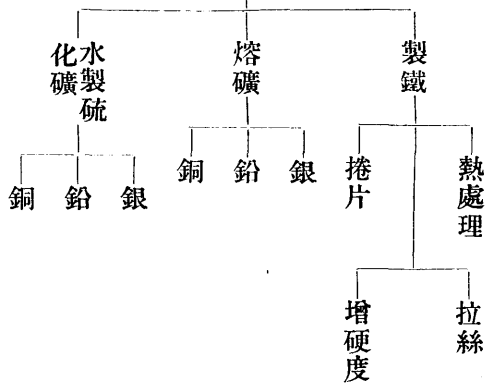 製鐵
熱處理
捲片
拉絲
增硬度
熔礦
銀
鉛
銅
水製硫
化礦
銀
鉛
銅